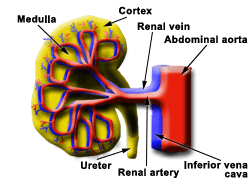 Cortex
Medulla
Renal vein
Abdominal aorta
Ureter
Renal artery
Inferior vena
cava